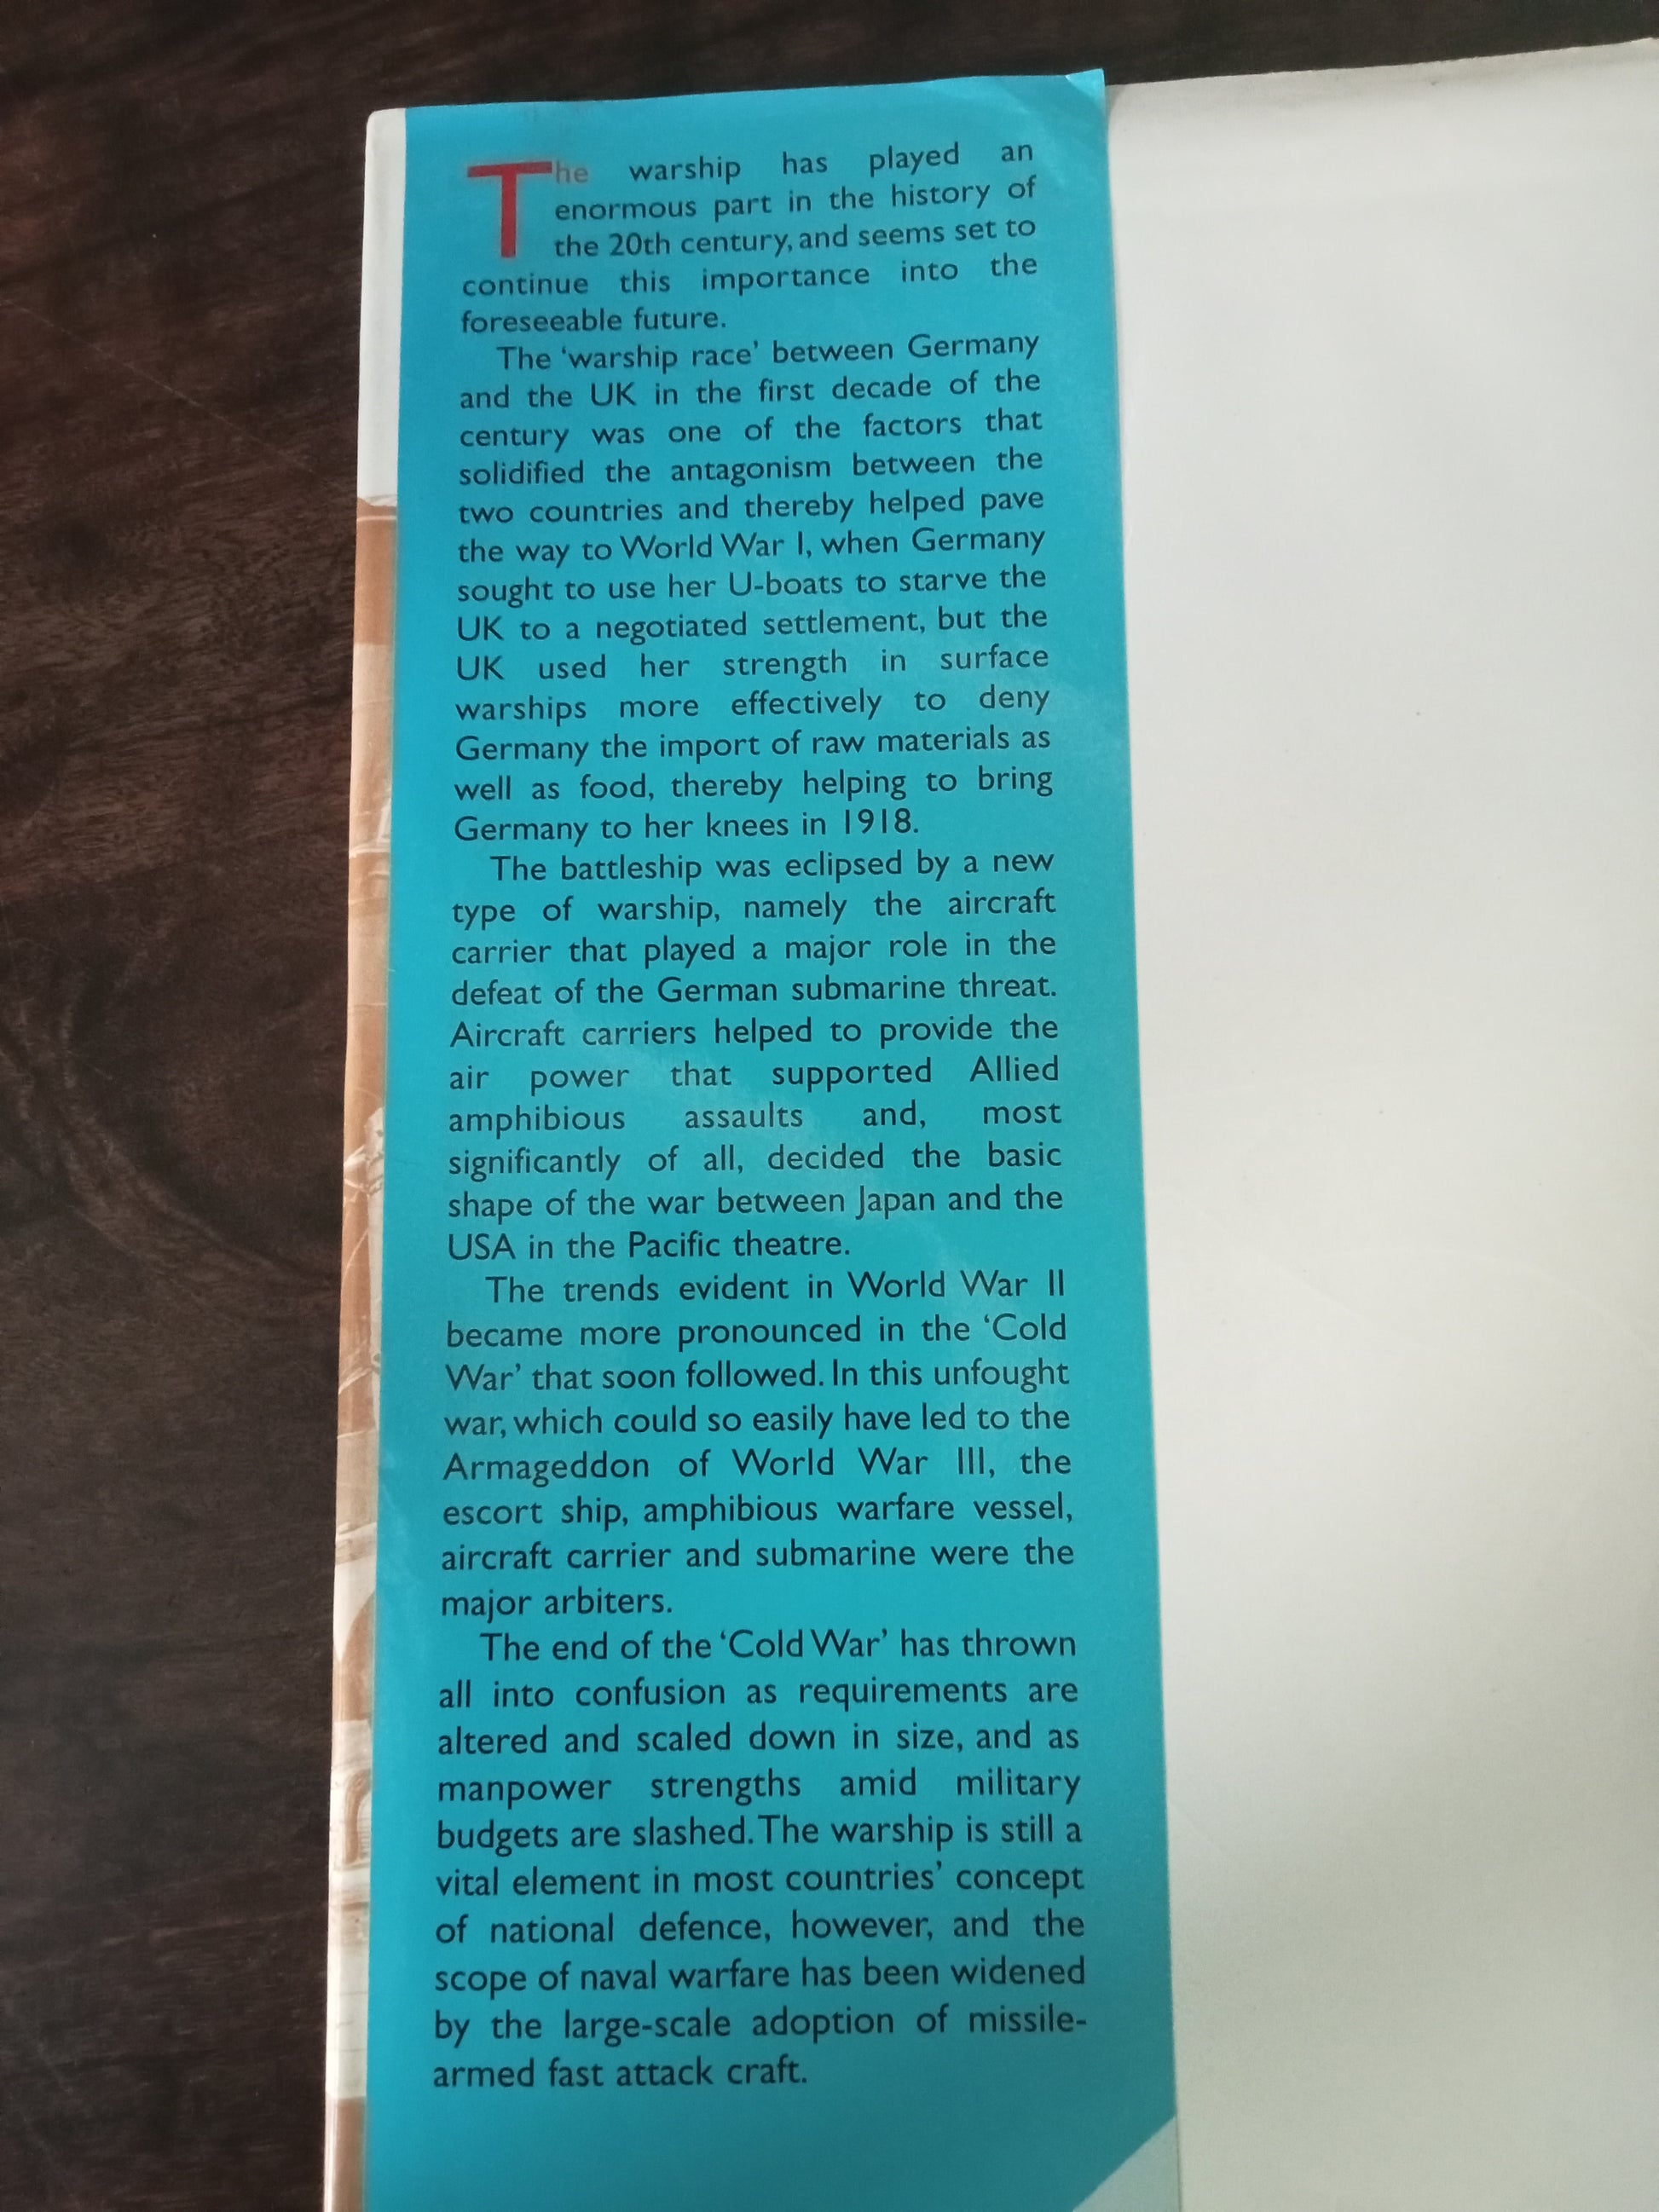 The warship has played an
enormous part in the history of
the 20th century, and seems set to
continue this importance into the
foreseeable future.
The ‘warship race’ between Germany
and the UK in the first decade of the
century was one of the factors that
solidified the antagonism between the
two countries and thereby helped pave
the way to World War I, when Germany
sought to use her U-boats to starve the
UK to a negotiated settlement, but the
UK used her strength in surface
warships more effectively to deny
Germany the import of raw materials as
well as food, thereby helping to bring
Germany to her knees in 1918.
The battleship was eclipsed by a new
type of warship, namely the aircraft
carrier that played a major role in the
defeat of the German submarine threat.
Aircraft carriers helped to provide the
air power that supported Allied
amphibious assaults and, most
significantly of all, decided the basic
shape of the war between Japan and the
USA in the Pacific theatre.
The trends evident in World War II
became more pronounced in the ‘Cold
War’ that soon followed. In this unfought
war, which could so easily have led to the
Armageddon of World War III, the
escort ship, amphibious warfare vessel,
aircraft carrier and submarine were the
major arbiters.
The end of the ‘Cold War’ has thrown
all into confusion as requirements are
altered and scaled down in size, and as
manpower strengths amid military
budgets are slashed. The warship is still a
vital element in most countries’ concept
of national defence, however, and the
scope of naval warfare has been widened
by the large-scale adoption of missile-
armed fast attack craft.